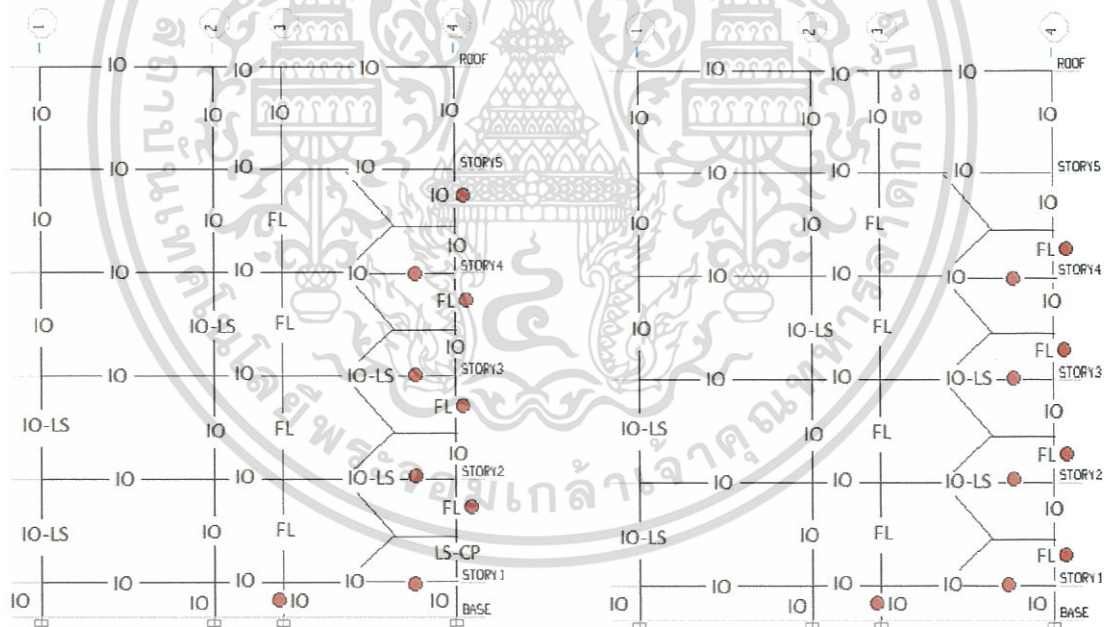 1 2 3 4 1 2 3 4
IO IO IO ROOF IO IO IO ROOF
IO IO IO IO IO IO IO IO
IO IO IO STORY5 IO IO IO STORY5
IO IO
IO IO FL IO IO IO FL FL
IO IO IO STORY4 IO IO IO STORY4
FL IO
IO IO-LS FL IO IO IO-LS FL FL
IO IO IO-LS STORY3 IO IO IO-LS STORY3
FL IO
IO-LS IO FL IO IO-LS IO FL FL
IO IO IO-LS STORY2 IO IO IO-LS STORY2
FL IO
IO-LS IO FL LS-CP IO-LS IO FL FL
IO IO IO STORY1 IO IO IO STORY1
IO IO IO IO BASE IO IO IO IO BASE